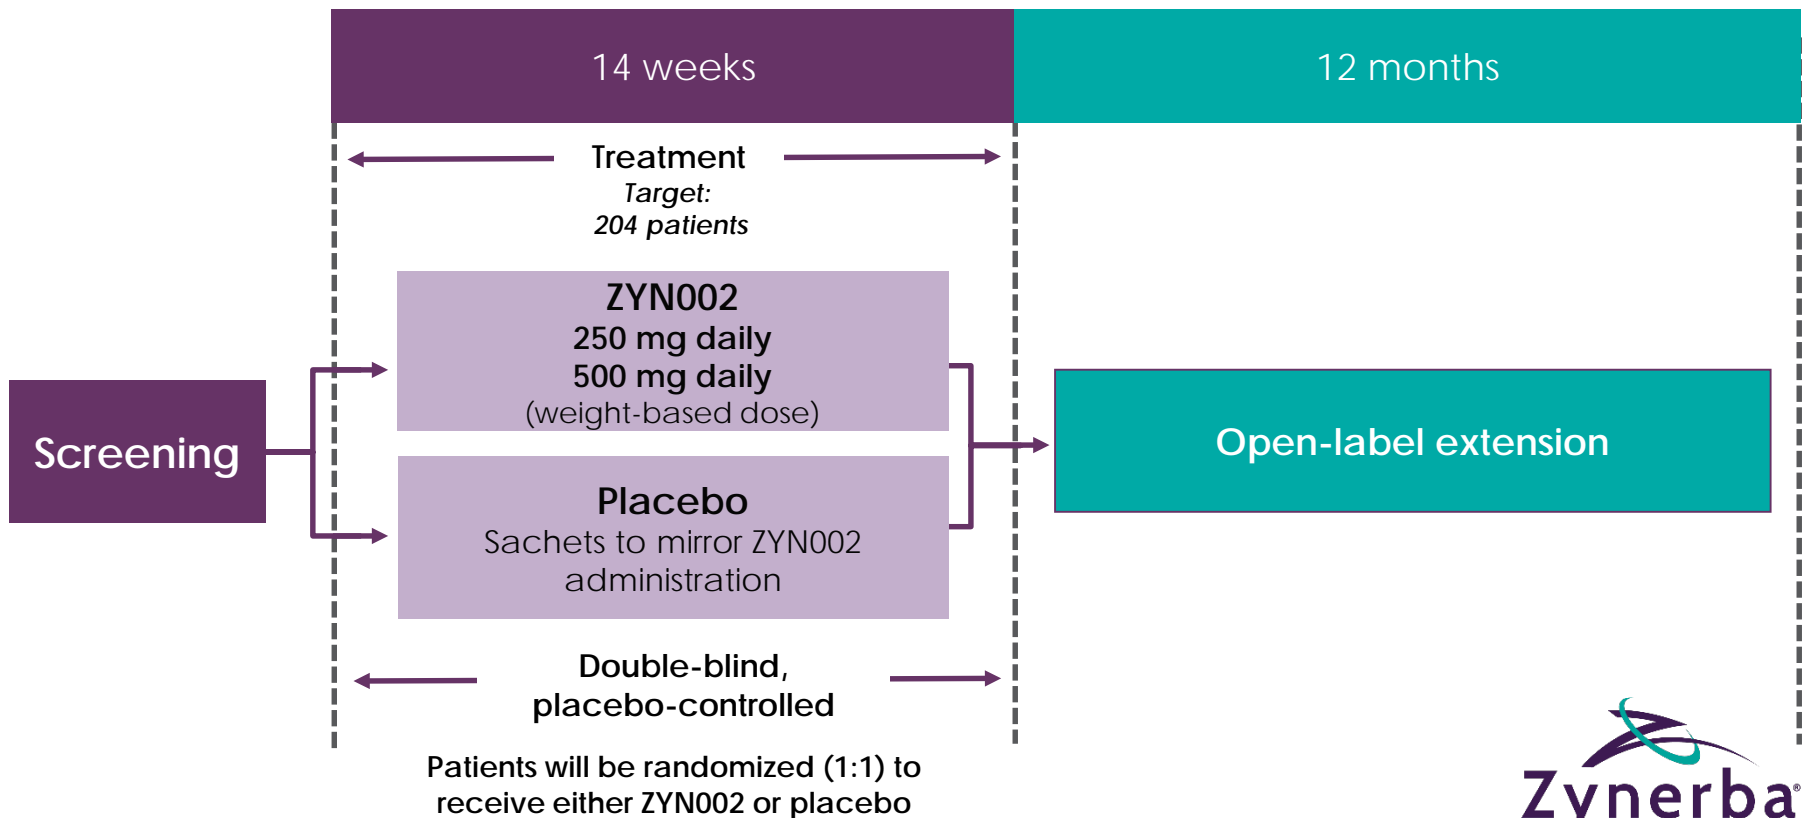 14 weeks
12 months
Treatment
Target:
204 patients
ZYN002
250 mg daily
500 mg daily
(weight-based dose)
Screening
Open-label extension
Placebo
Sachets to mirror ZYN002
administration
Double-blind,
placebo-controlled
Patients will be randomized (1:1) to
receive either ZYN002 or placebo
Zynerba®